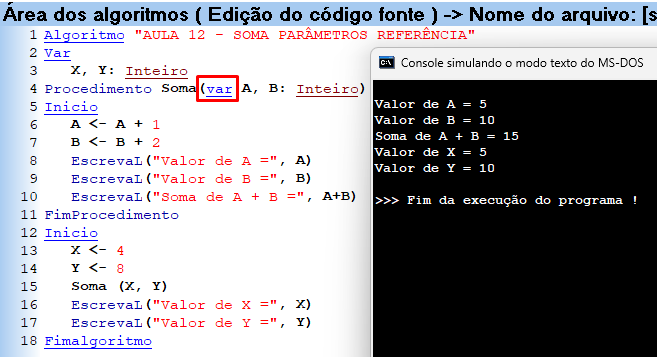 Área dos algoritmos ( Edição do código fonte ) -> Nome do arquivo: [s
1 Algoritmo "AULA 12 - SOMA PARÂMETROS REFERÊNCIA"
2 Var
3 X, Y: Inteiro
4 Procedimento Soma(var A, B: Inteiro)
5 Inicio
6 A <- A + 1
7 B <- B + 2
8 EscrevaL("Valor de A =", A)
9 EscrevaL("Valor de B =", B)
10 EscrevaL("Soma de A + B =", A+B)
11 FimProcedimento
12 Inicio
13 X <- 4
14 Y <- 8
15 Soma (X, Y)
16 EscrevaL("Valor de X =", X)
17 EscrevaL("Valor de Y =", Y)
18 Fimalgoritmo
Console simulando o modo texto do MS-DOS
Valor de A = 5
Valor de B = 10
Soma de A + B = 15
Valor de X = 5
Valor de Y = 10
>>> Fim da execução do programa !